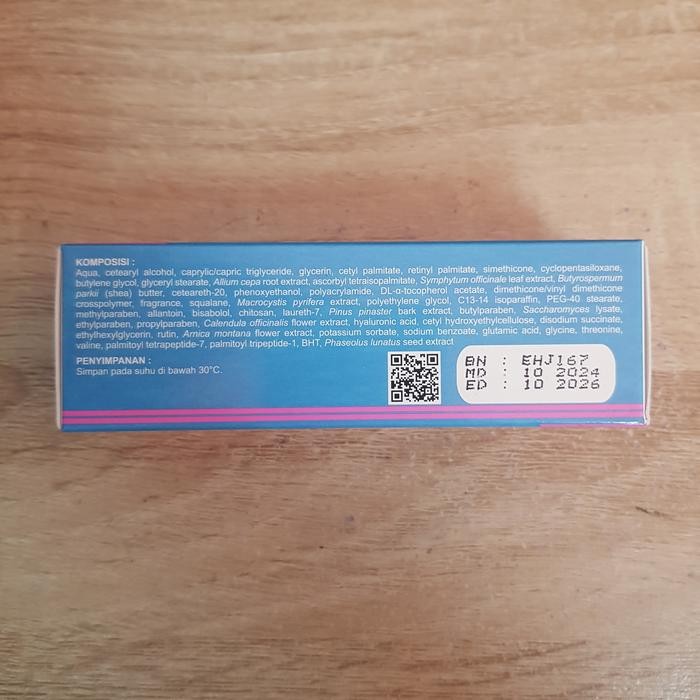 KOMPOSISI :
Aqua, cetearyl alcohol, caprylic/capric triglyceride, glycerin, cetyl palmitate, retinyl palmitate, simethicone, cyclopentasiloxane,
butylene glycol, glyceryl stearate, Allium cepa root extract, ascorbyl tetraisopalmitate, Symphytum officinale leaf extract, Butyrospermum
parkii (shea) butter, ceteareth-20, phenoxyethanol, polyacrylamide, DL-α-tocopherol acetate, dimethicone/vinyl dimethicone
crosspolymer, fragrance, squalane, Macrocystis pyrifera extract, polyethylene glycol, C13-14 isoparaffin, PEG-40 stearate,
methylparaben, allantoin, bisabolol, chitosan, laureth-7, Pinus pinaster bark extract, butylparaben, Saccharomyces lysate,
ethylparaben, propylparaben, Calendula officinalis flower extract, hyaluronic acid, cetyl hydroxyethylcellulose, disodium succinate,
ethylhexylglycerin, rutin, Arnica montana flower extract, potassium sorbate, sodium benzoate, glutamic acid, glycine, threonine,
valine, palmitoyl tetrapeptide-7, palmitoyl tripeptide-1, BHT, Phaseolus lunatus seed extract
PENYIMPANAN :
Simpan pada suhu di bawah 30°C.
BN : EHJ167
MD : 10 2024
ED : 10 2026